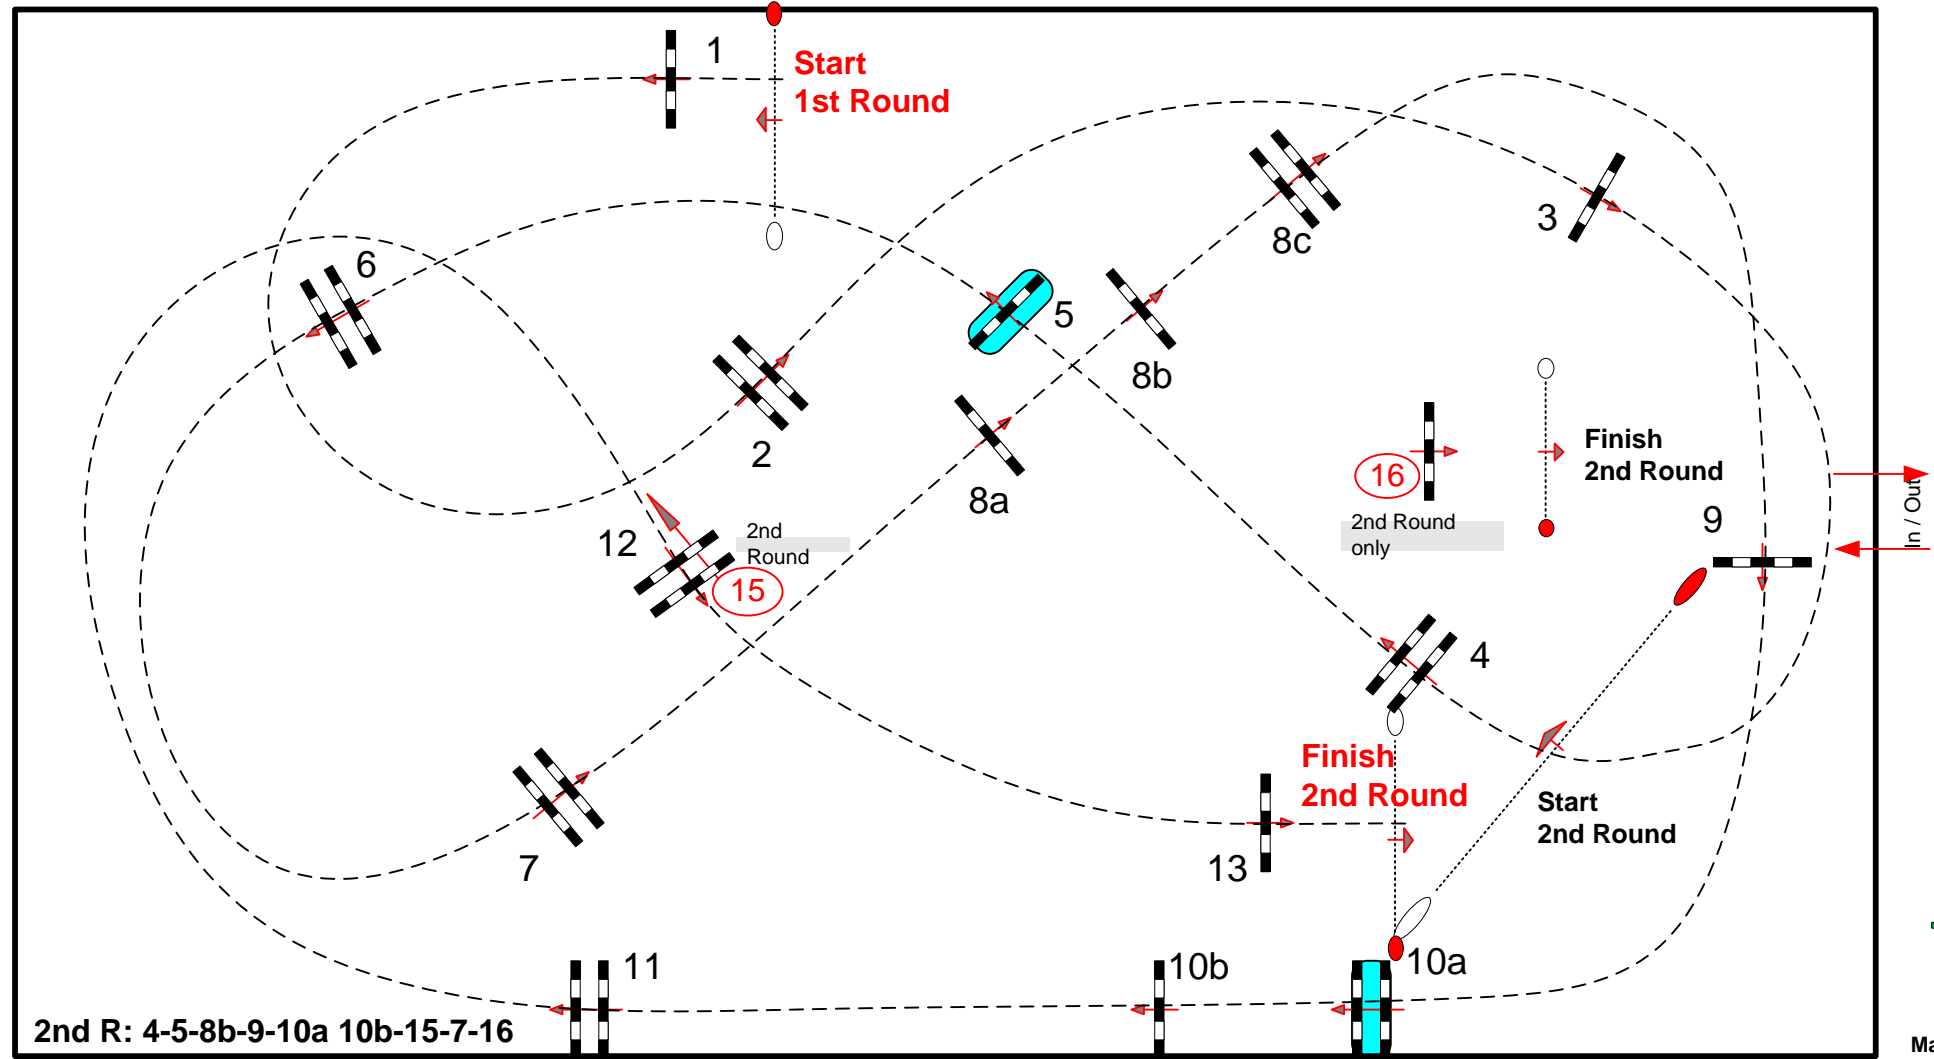 1
Start
1st Round
3
8c
6
5
8b
2
Finish
2nd Round
16
8a
2nd Round
only
9
In / Out
12
2nd
Round
15
4
Finish
2nd Round
Start
2nd Round
7
13
11
10b
10a
2nd R: 4-5-8b-9-10a 10b-15-7-16